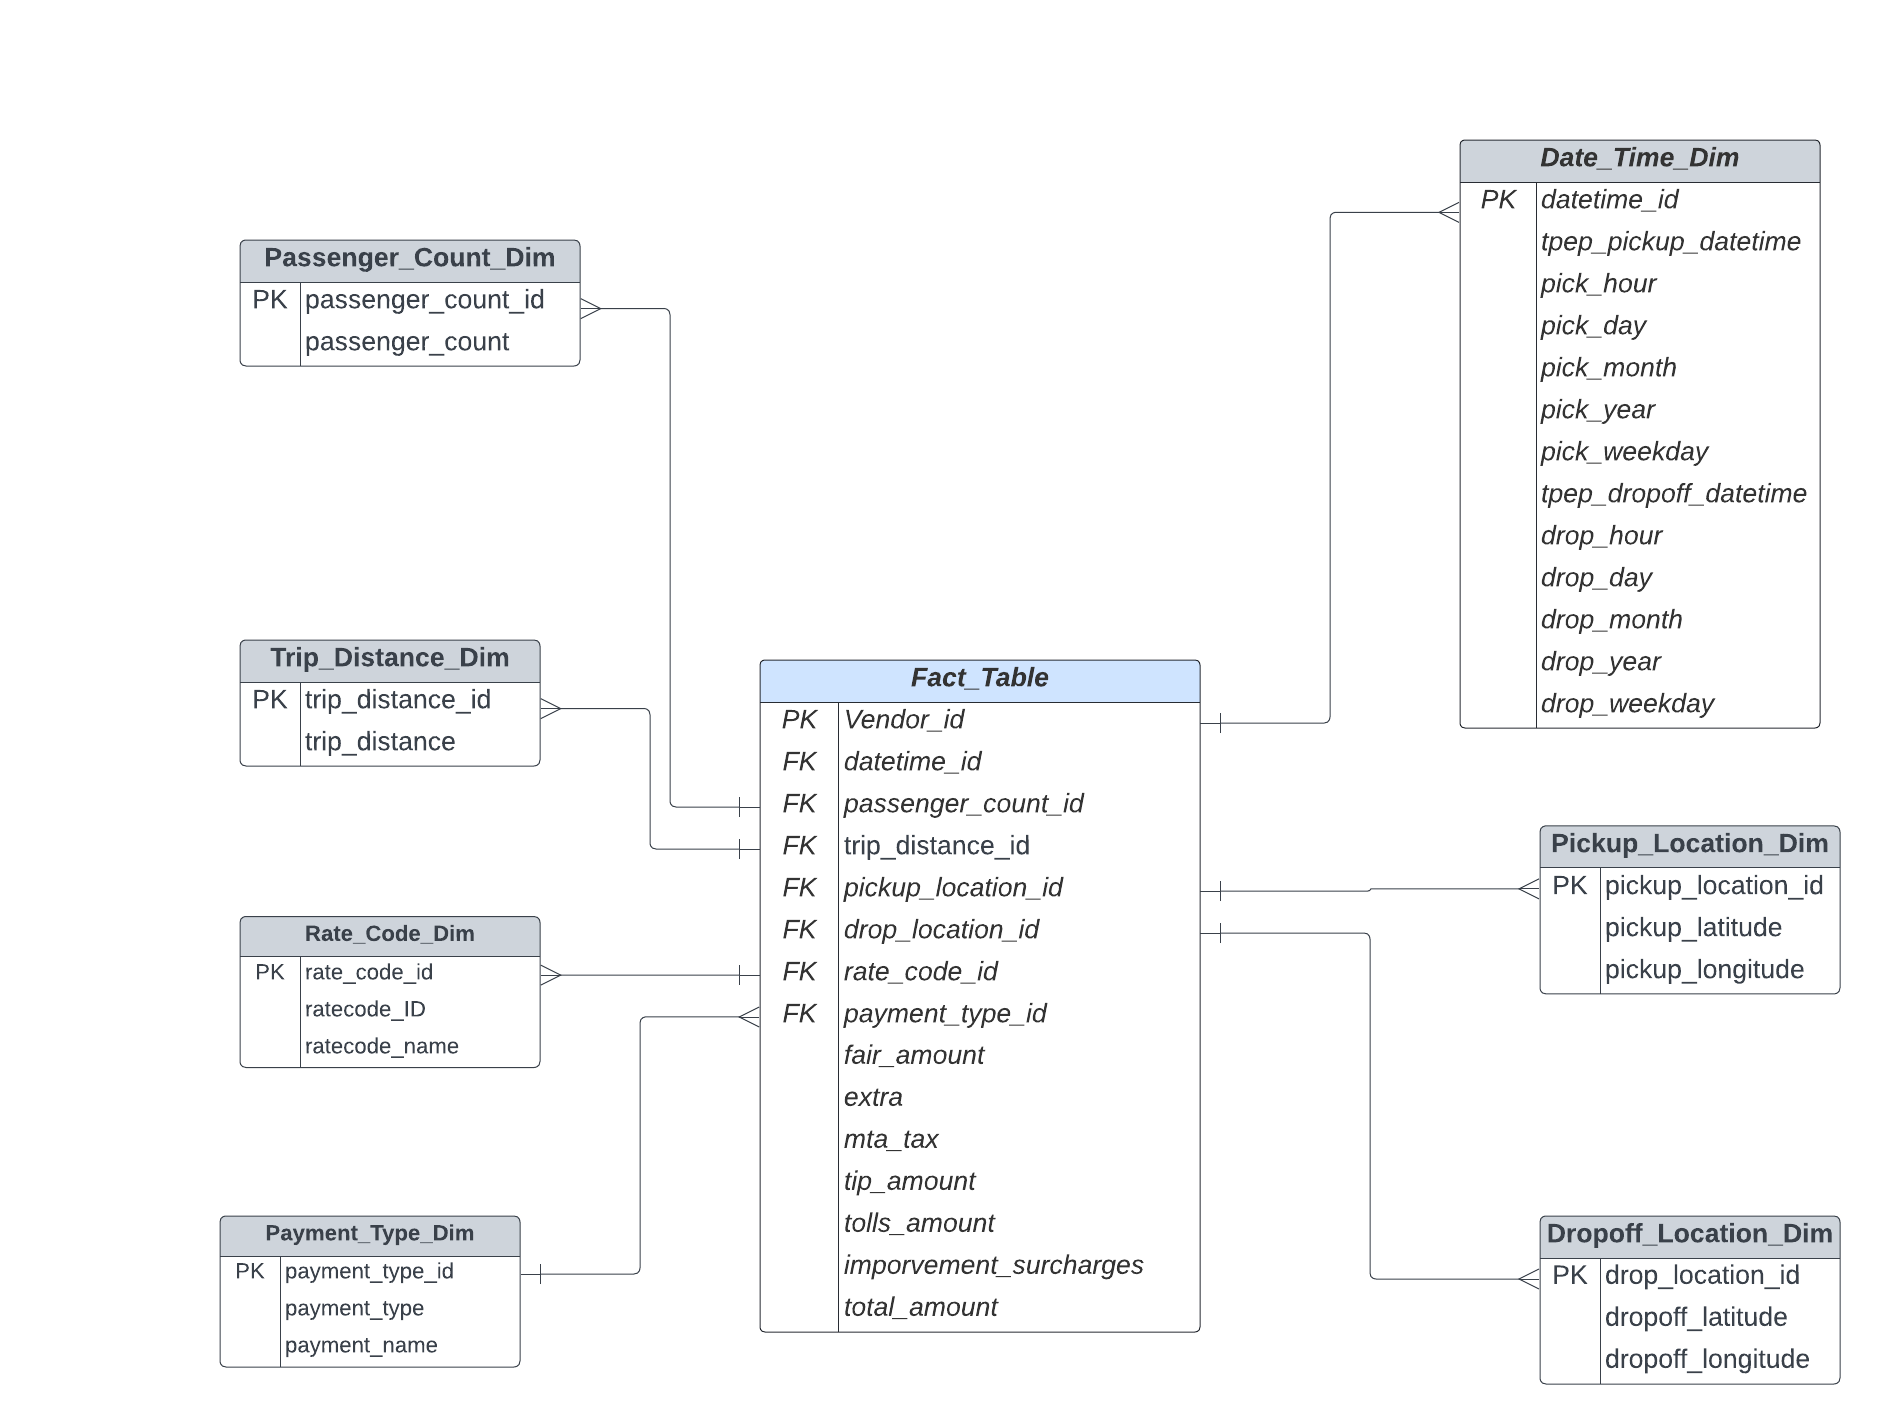 Passenger_Count_Dim
PK passenger_count_id
passenger_count
Trip_Distance_Dim
PK trip_distance_id
trip_distance
Rate_Code_Dim
PK rate_code_id
ratecode_ID
ratecode_name
Payment_Type_Dim
PK payment_type_id
payment_type
payment_name
Fact_Table
PK Vendor_id
FK datetime_id
FK passenger_count_id
FK trip_distance_id
FK pickup_location_id
FK drop_location_id
FK rate_code_id
FK payment_type_id
fair_amount
extra
mta_tax
tip_amount
tolls_amount
imporvement_surcharges
total_amount
Date_Time_Dim
PK datetime_id
tpep_pickup_datetime
pick_hour
pick_day
pick_month
pick_year
pick_weekday
tpep_dropoff_datetime
drop_hour
drop_day
drop_month
drop_year
drop_weekday
Pickup_Location_Dim
PK pickup_location_id
pickup_latitude
pickup_longitude
Dropoff_Location_Dim
PK drop_location_id
dropoff_latitude
dropoff_longitude